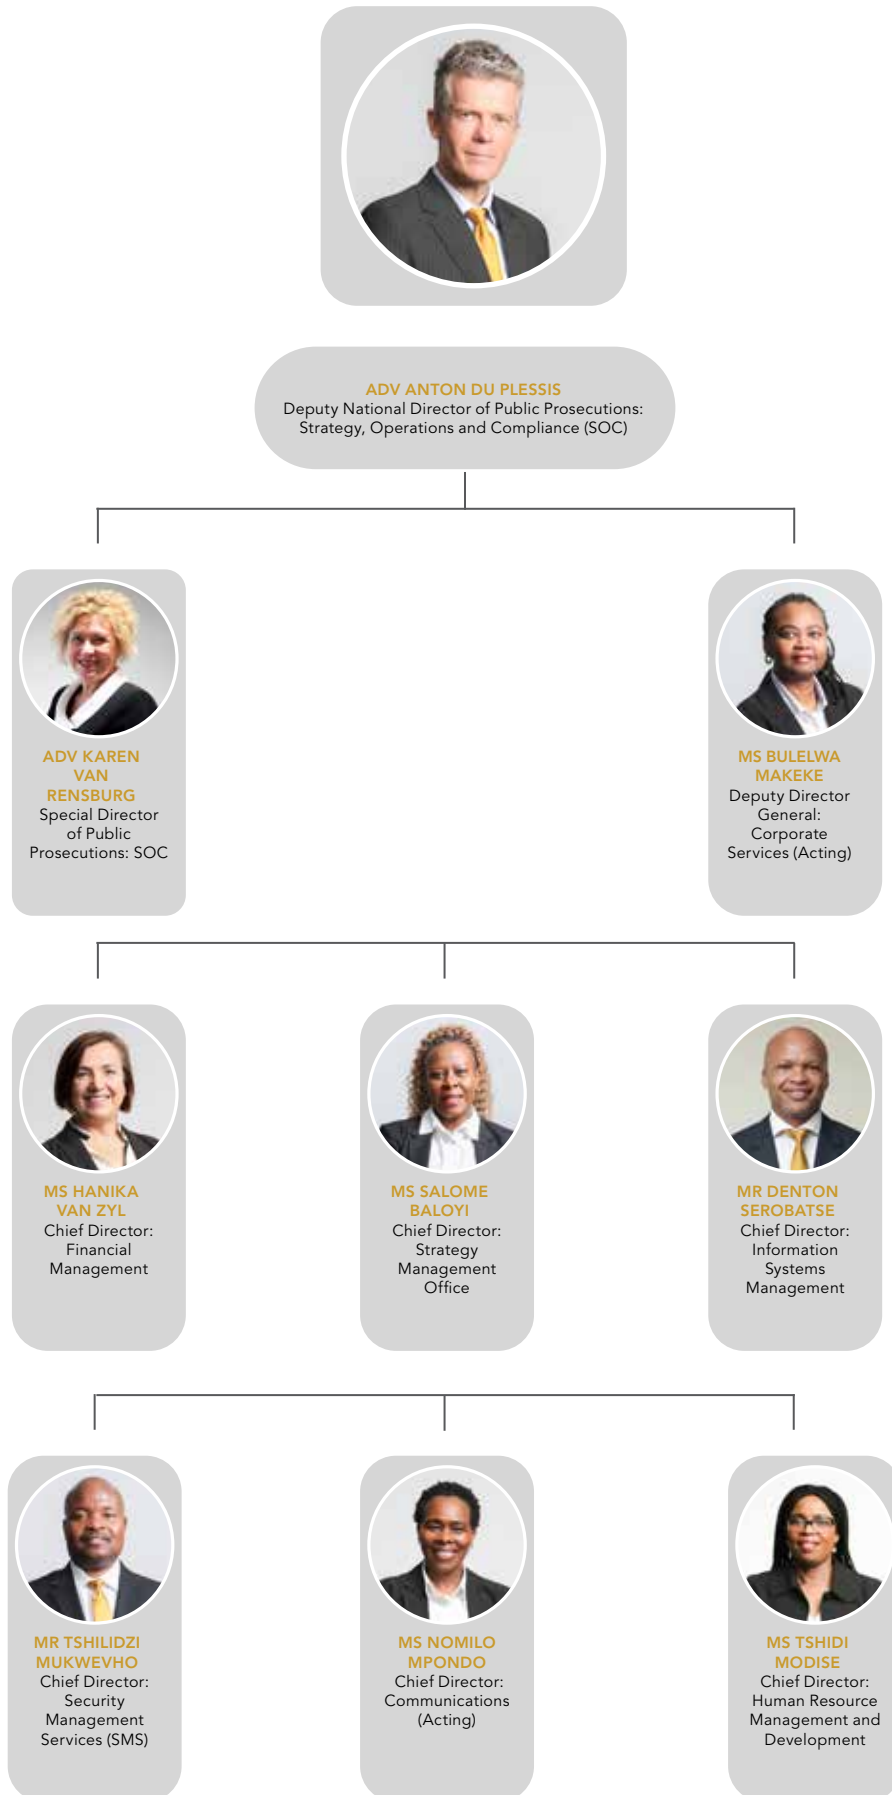 ADV ANTON DU PLESSIS
Deputy National Director of Public Prosecutions:
Strategy, Operations and Compliance (SOC)
ADV KAREN
VAN
RENSBURG
Special Director
of Public
Prosecutions: SOC
MS BULELWA
MAKEKE
Deputy Director
General:
Corporate
Services (Acting)
MS HANIKA
VAN ZYL
Chief Director:
Financial
Management
MS SALOME
BALOYI
Chief Director:
Strategy
Management
Office
MR DENTON
SEROBATSE
Chief Director:
Information
Systems
Management
MR TSHILIDZI
MUKWEVHO
Chief Director:
Security
Management
Services (SMS)
MS NOMILO
MPONDO
Chief Director:
Communications
(Acting)
MS TSHIDI
MODISE
Chief Director:
Human Resource
Management and
Development